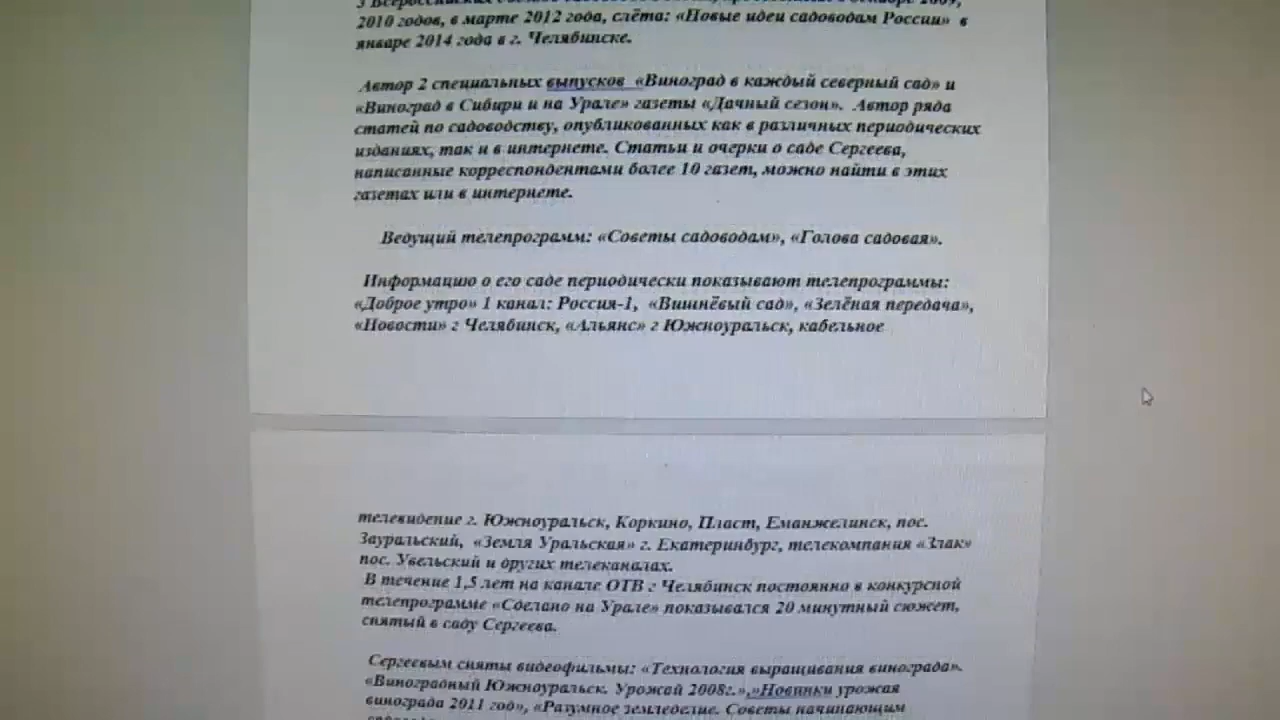 2010 годов, в марте 2012 года, слёта: «Новые идеи садоводам России» в
январе 2014 года в г. Челябинске.
Автор 2 специальных выпусков «Виноград в каждый северный сад» и
«Виноград в Сибири и на Урале» газеты «Дачный сезон». Автор ряда
статей по садоводству, опубликованных как в различных периодических
изданиях, так и в интернете. Статьи и очерки о саде Сергеева,
написанные корреспондентами более 10 газет, можно найти в этих
газетах или в интернете.
Ведущий телепрограмм: «Советы садоводам», «Голова садовая».
Информацию о его саде периодически показывают телепрограммы:
«Доброе утро» 1 канал: Россия-1, «Вишнёвый сад», «Зелёная передача»,
«Новости» г Челябинск, «Альянс» г Южноуральск, кабельное
телевидение г. Южноуральск, Коркино, Пласт, Еманжелинск, пос.
Зауральский, «Земля Уральская» г. Екатеринбург, телекомпания «Злак»
пос. Увельский и других телеканалах.
В течение 1,5 лет на канале ОТВ г Челябинск постоянно в конкурсной
телепрограмме «Сделано на Урале» показывался 20 минутный сюжет,
снятый в саду Сергеева.
Сергеевым сняты видеофильмы: «Технология выращивания винограда».
«Виноградный Южноуральск. Урожай 2008г.»,»Новинки урожая
винограда 2011 год», «Разумное земледелие. Советы начинающим